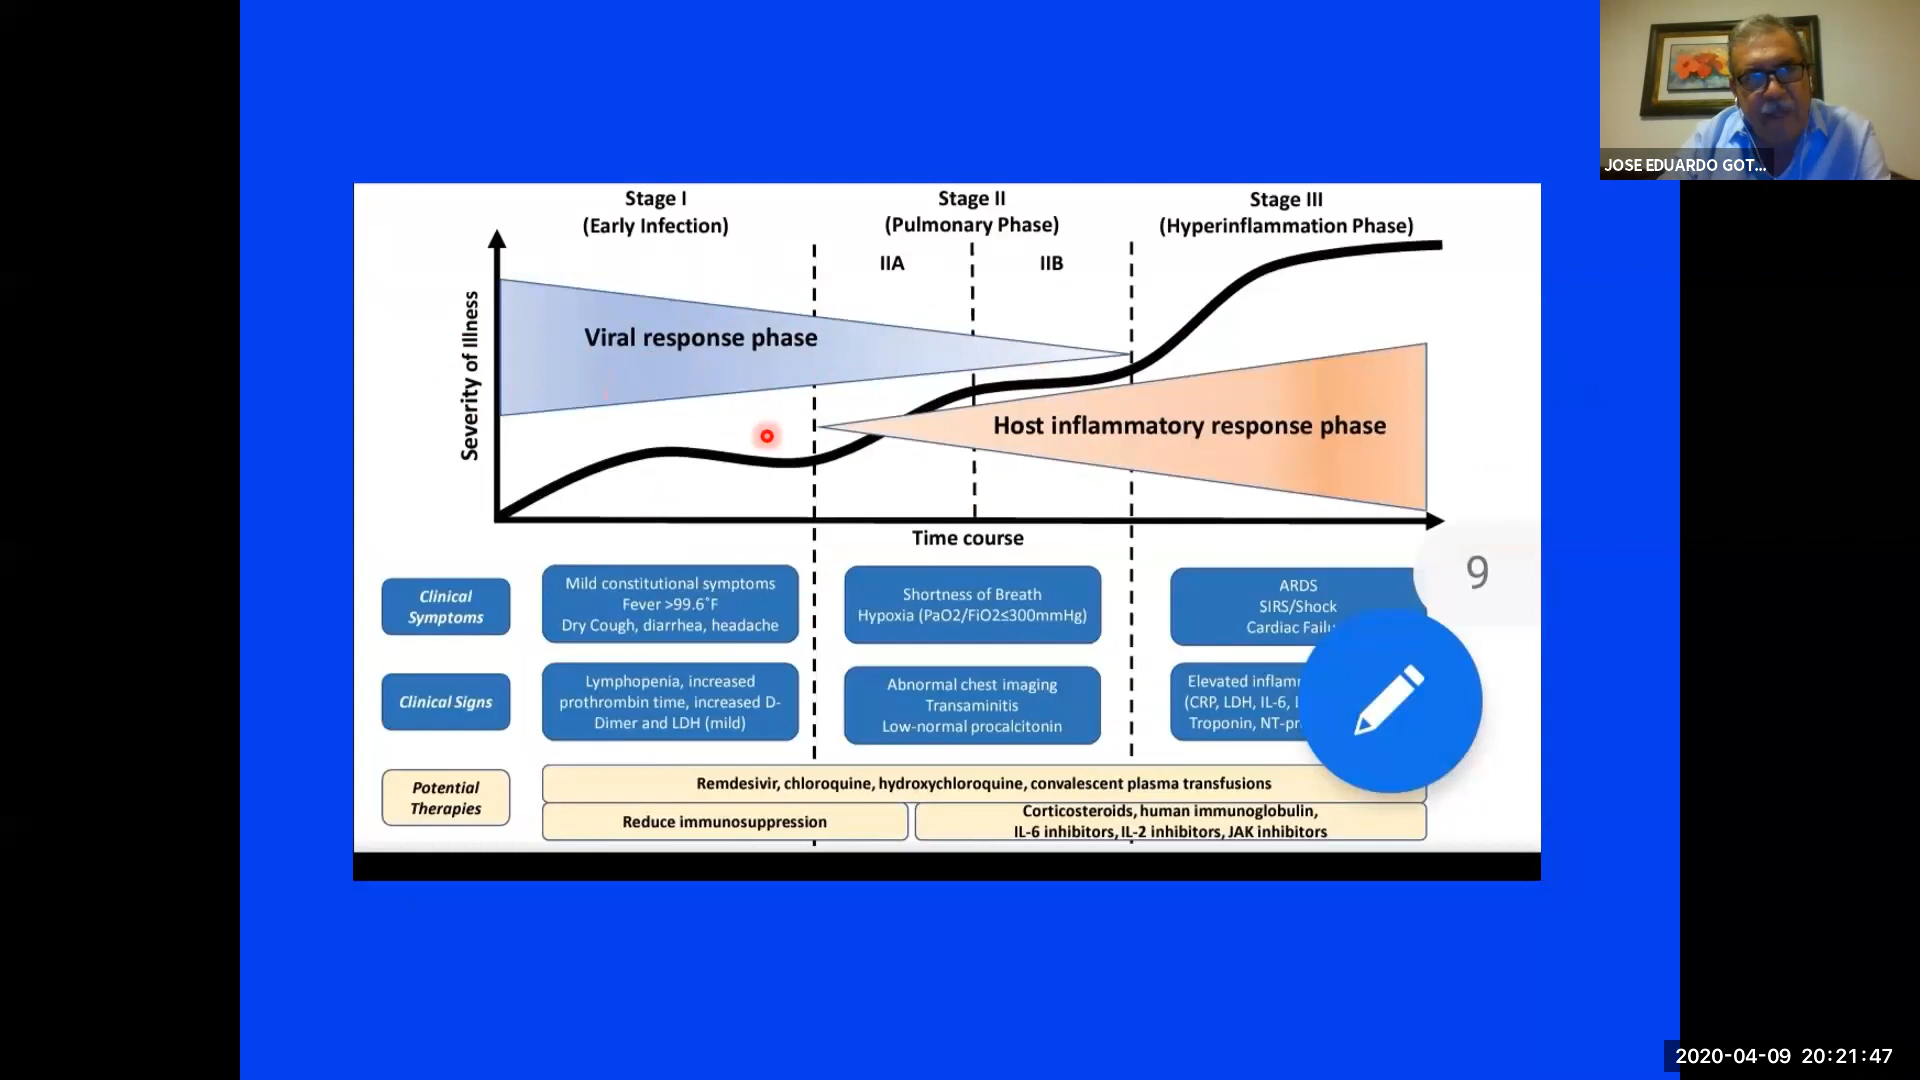 JOSE EDUARDO GOT...
Stage I
(Early Infection)
Stage II
(Pulmonary Phase)
Stage III
(Hyperinflammation Phase)
IIA
IIB
Severity of Illness
Viral response phase
Host inflammatory response phase
Time course
9
Clinical
Symptoms
Mild constitutional symptoms
Fever >99.6˚F
Dry Cough, diarrhea, headache
Shortness of Breath
Hypoxia (PaO2/FiO2≤300mmHg)
ARDS
SIRS/Shock
Cardiac
Clinical Signs
Lymphopenia, increased
prothrombin time, increased D-
Dimer and LDH (mild)
Abnormal chest imaging
Transaminitis
Low-normal procalcitonin
Elevated
(CRP, LDH, IL-6,
Troponin,
Potential
Therapies
Remdesivir, chloroquine, hydroxychloroquine, convalescent plasma transfusions
Reduce immunosuppression
Corticosteroids, human immunoglobulin,
IL-6 inhibitors, IL-2 inhibitors, JAK inhibitors
2020-04-09 20:21:47